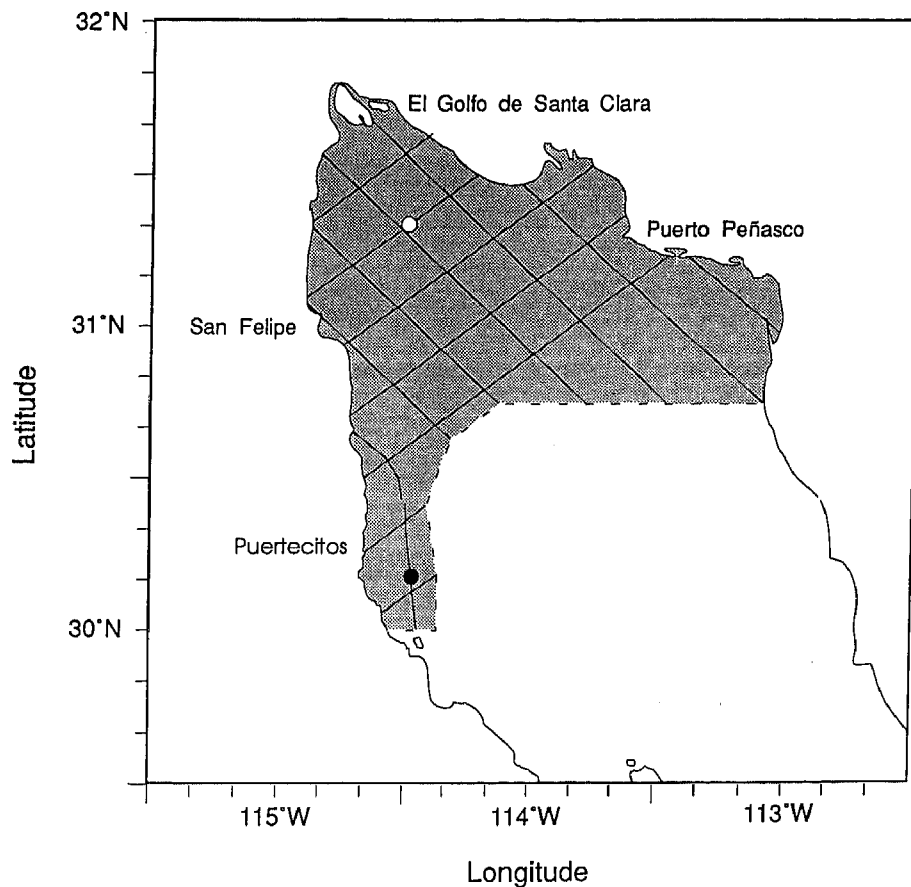 32°N
El Golfo de Santa Clara
Puerto Peñasco
31°N
San Felipe
Latitude
Puertecitos
30°N
115°W 114°W 113°W
Longitude